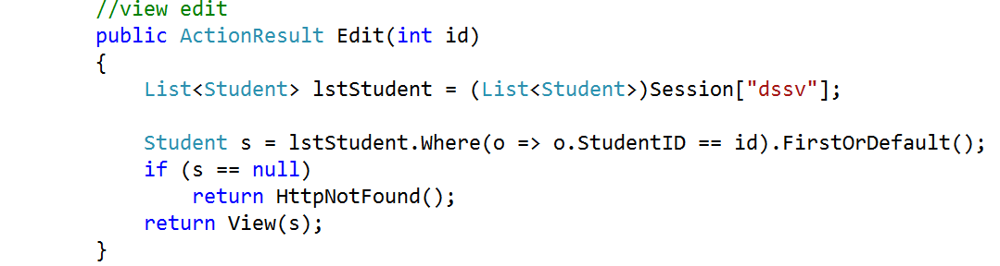 //view edit
public ActionResult Edit(int id)
{
List<Student> lstStudent = (List<Student>)Session["dssv"];
Student s = lstStudent.Where(o => o.StudentID == id).FirstOrDefault();
if (s == null)
return HttpNotFound();
return View(s);
}